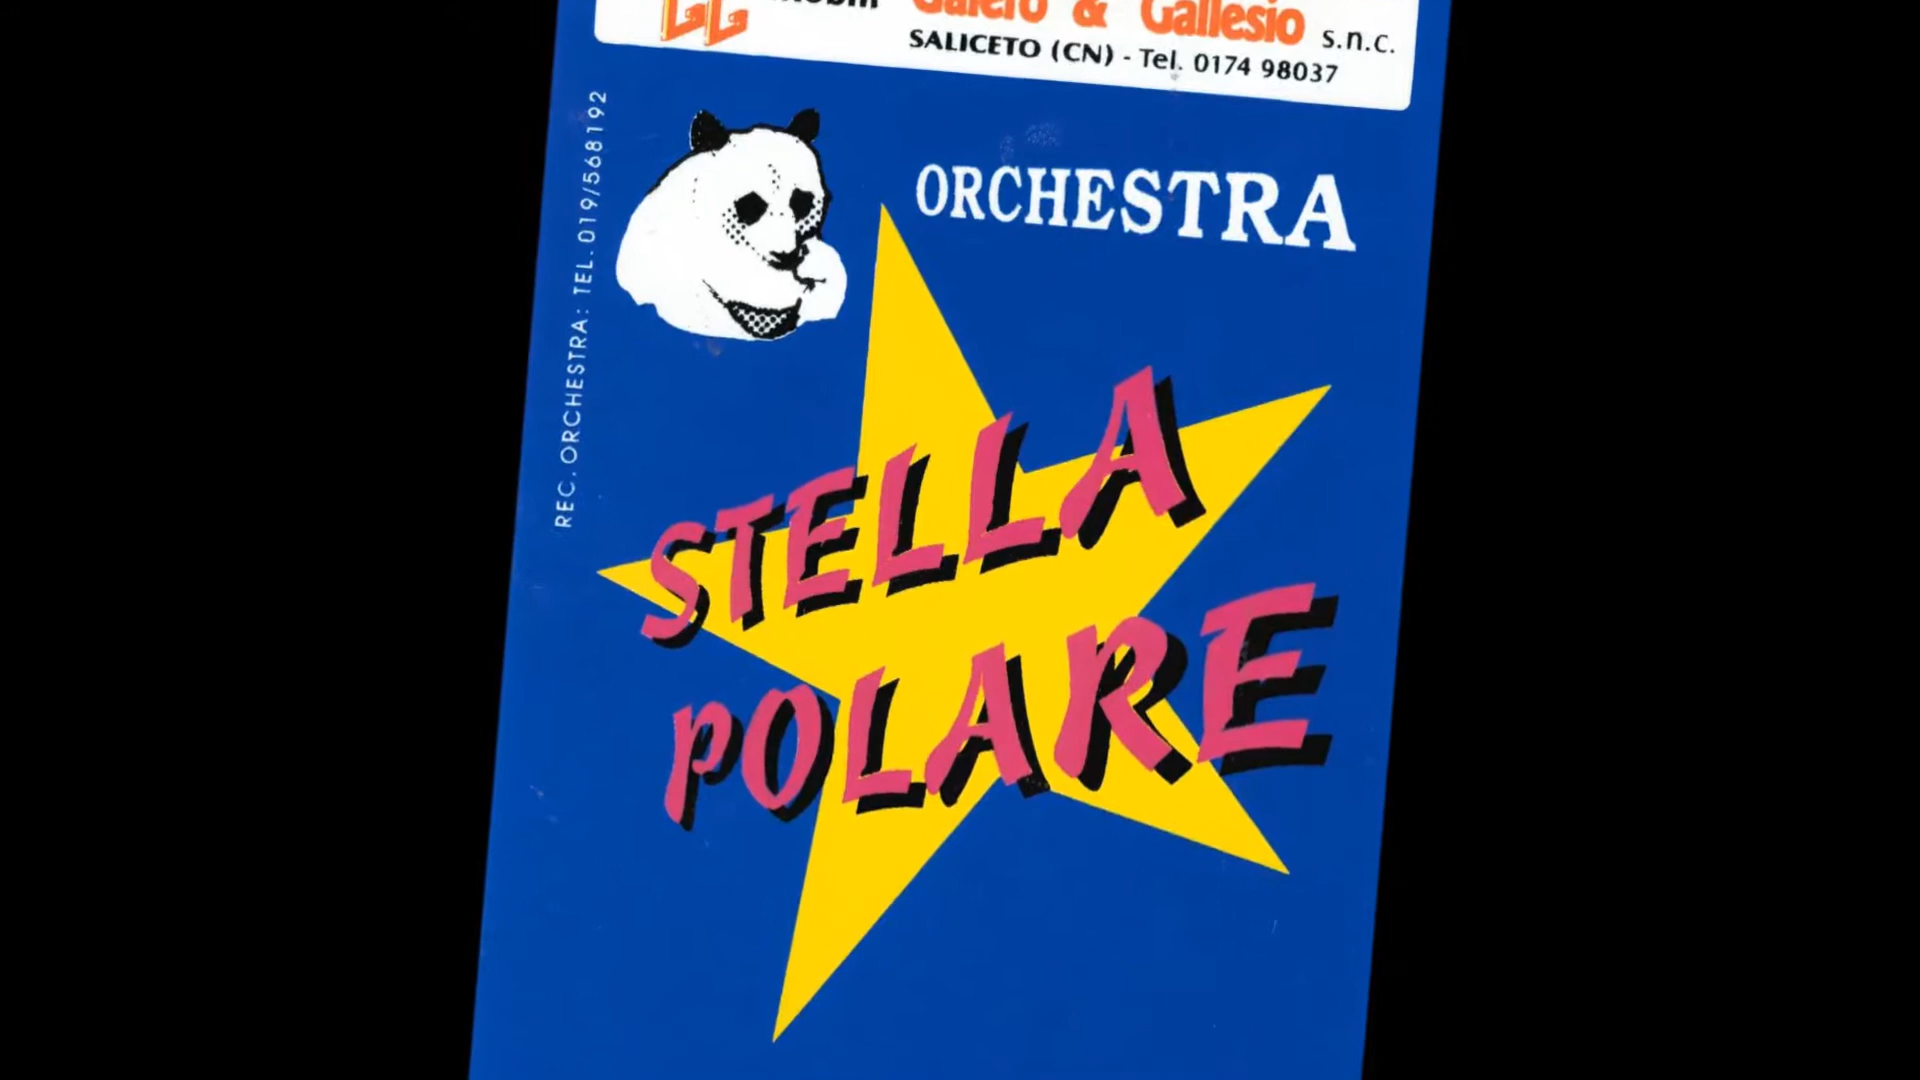 Galero & Gallesio s.n.c.
SALICETO (CN) - Tel. 0174 98037
REC. ORCHESTRA: TEL. 019/568192
ORCHESTRA
STELLA
POLARE